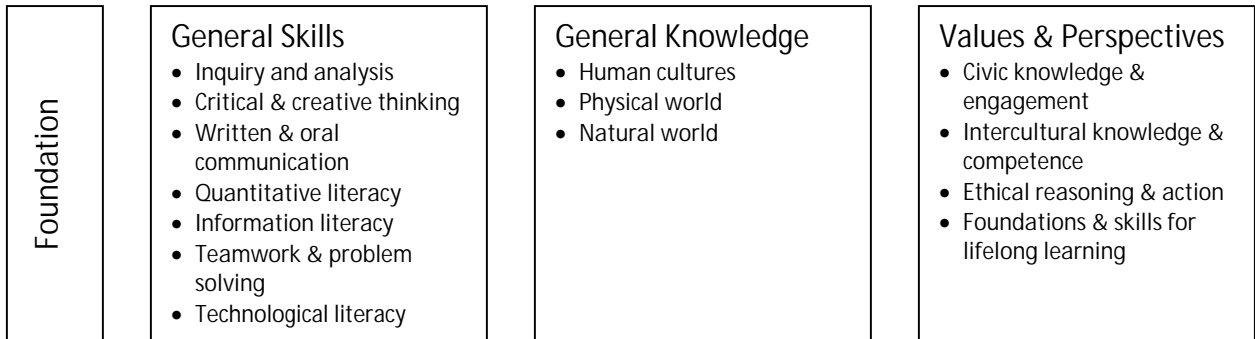 Foundation
General Skills
• Inquiry and analysis
• Critical & creative thinking
• Written & oral
communication
• Quantitative literacy
• Information literacy
• Teamwork & problem
solving
• Technological literacy
General Knowledge
• Human cultures
• Physical world
• Natural world
Values & Perspectives
• Civic knowledge &
engagement
• Intercultural knowledge &
competence
• Ethical reasoning & action
• Foundations & skills for
lifelong learning